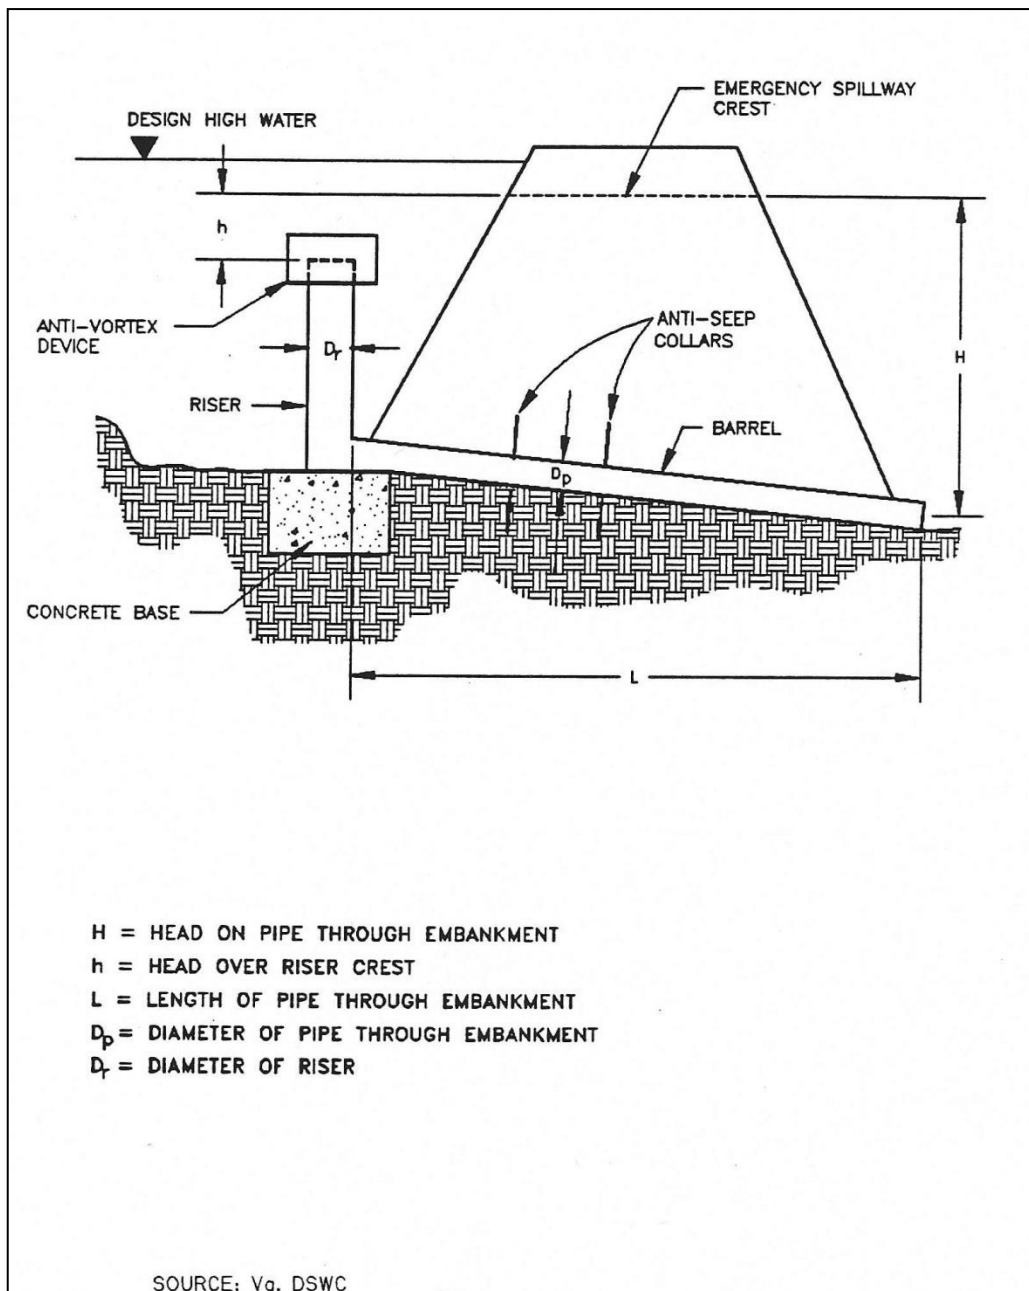 EMERGENCY SPILLWAY
CREST
DESIGN HIGH WATER
h
ANTI-VORTEX
DEVICE
Dr
ANTI-SEEP
COLLARS
H
RISER
BARREL
Dp
CONCRETE BASE
L
H = HEAD ON PIPE THROUGH EMBANKMENT
h = HEAD OVER RISER CREST
L = LENGTH OF PIPE THROUGH EMBANKMENT
Dp = DIAMETER OF PIPE THROUGH EMBANKMENT
Dr = DIAMETER OF RISER
SOURCE: Va. DSWC